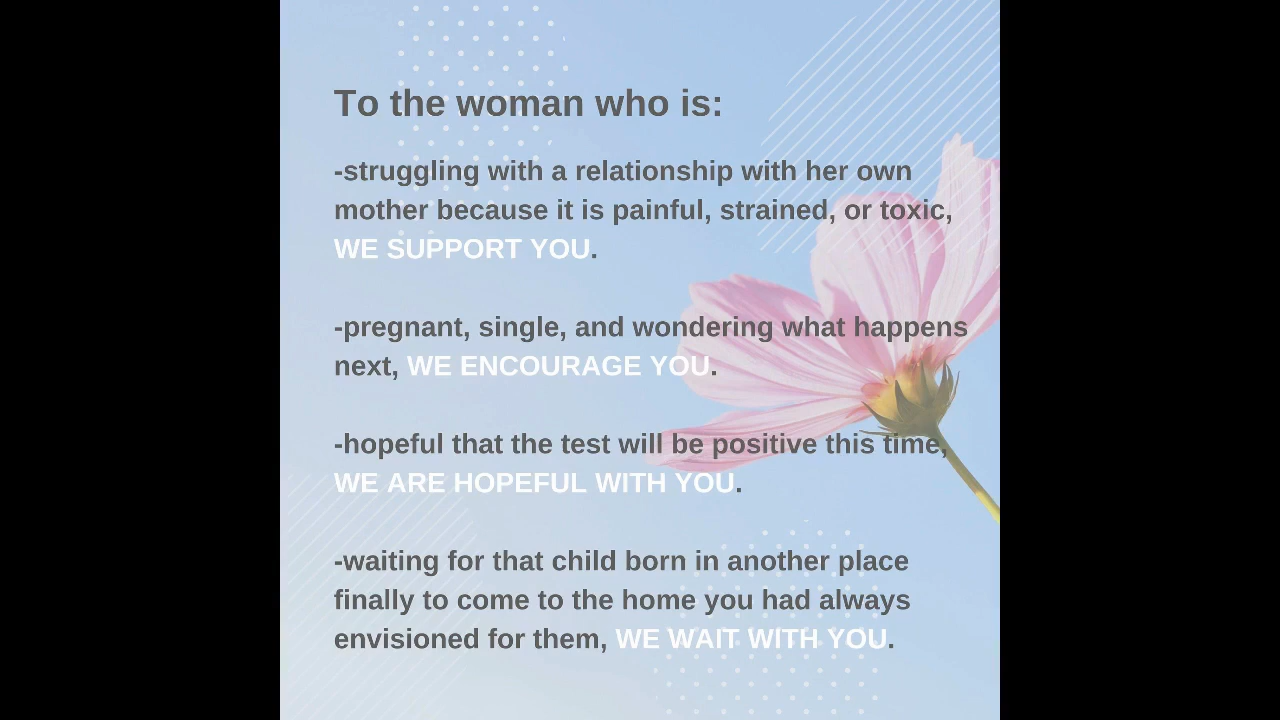 To the woman who is:
-struggling with a relationship with her own
mother because it is painful, strained, or toxic,
WE SUPPORT YOU.
-pregnant, single, and wondering what happens
next, WE ENCOURAGE YOU.
-hopeful that the test will be positive this time,
WE ARE HOPEFUL WITH YOU.
-waiting for that child born in another place
finally to come to the home you had always
envisioned for them, WE WAIT WITH YOU.